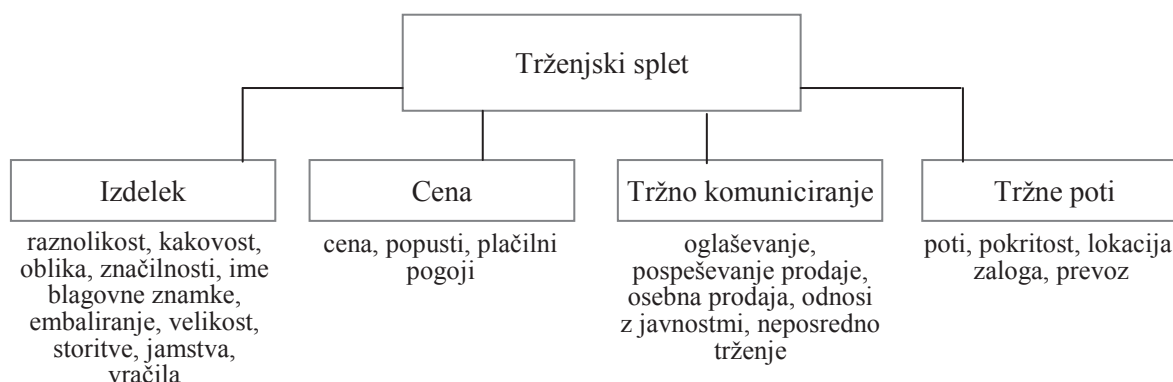 Trženjski splet
Izdelek
raznolikost, kakovost,
oblika, značilnosti, ime
blagovne znamke,
embaliranje, velikost,
storitve, jamstva,
vračila
Cena
cena, popusti, plačilni
pogoji
Tržno komuniciranje
oglaševanje,
pospeševanje prodaje,
osebna prodaja, odnosi
z javnostmi, neposredno
trženje
Tržne poti
poti, pokritost, lokacija
zaloga, prevoz